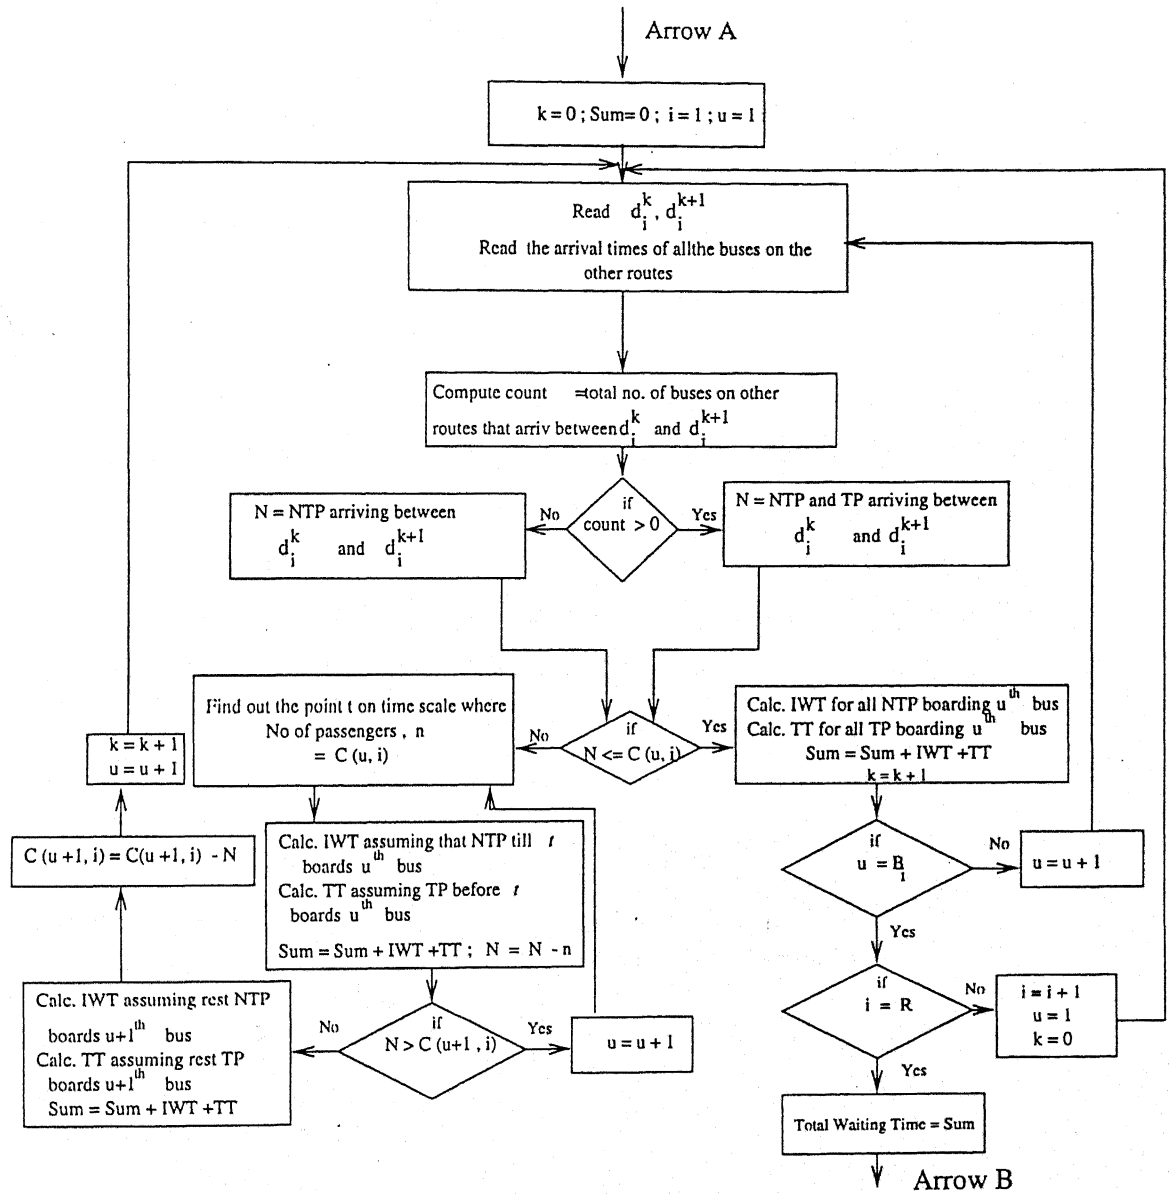 Arrow A
k = 0 ; Sum= 0 ; i = 1 ; u = 1
Read d_i^k , d_i^{k+1}
Read the arrival times of allthe buses on the
other routes
Compute count =total no. of buses on other
routes that arriv between d_i^k and d_i^{k+1}
if
count > 0
No
Yes
N = NTP arriving between
d_i^k and d_i^{k+1}
N = NTP and TP arriving between
d_i^k and d_i^{k+1}
if
N <= C (u, i)
No
Yes
Find out the point t on time scale where
No of passengers , n
= C (u, i)
Calc. IWT for all NTP boarding u^{th} bus
Calc. TT for all TP boarding u^{th} bus
Sum = Sum + IWT +TT
k = k + 1
k = k + 1
u = u + 1
C (u +1, i) = C(u +1, i) - N
Calc. IWT assuming that NTP till t
boards u^{th} bus
Calc. TT assuming TP before t
boards u^{th} bus
Sum = Sum + IWT +TT ; N = N - n
if
u = B_i
No
u = u + 1
Yes
Calc. IWT assuming rest NTP
boards u+1^{th} bus
Calc. TT assuming rest TP
boards u+1^{th} bus
Sum = Sum + IWT +TT
No
if
N > C (u+1 , i)
Yes
u = u + 1
if
i = R
No
i = i + 1
u = 1
k = 0
Yes
Total Waiting Time = Sum
Arrow B